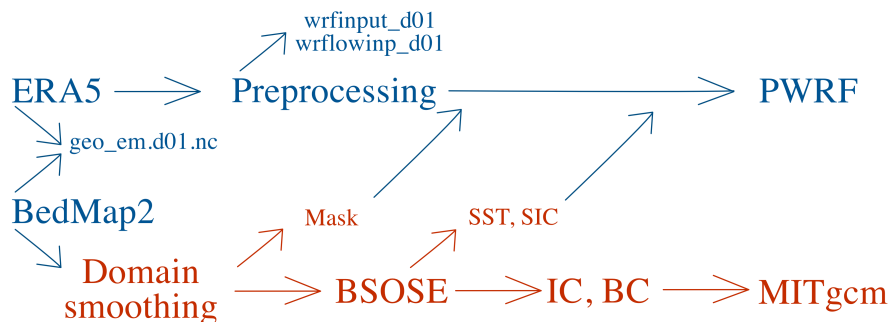 wrfinput_d01
wrflowinp_d01
ERA5
Preprocessing
PWRF
geo_em.d01.nc
BedMap2
Mask
SST, SIC
Domain
smoothing
BSOSE
IC, BC
MITgcm